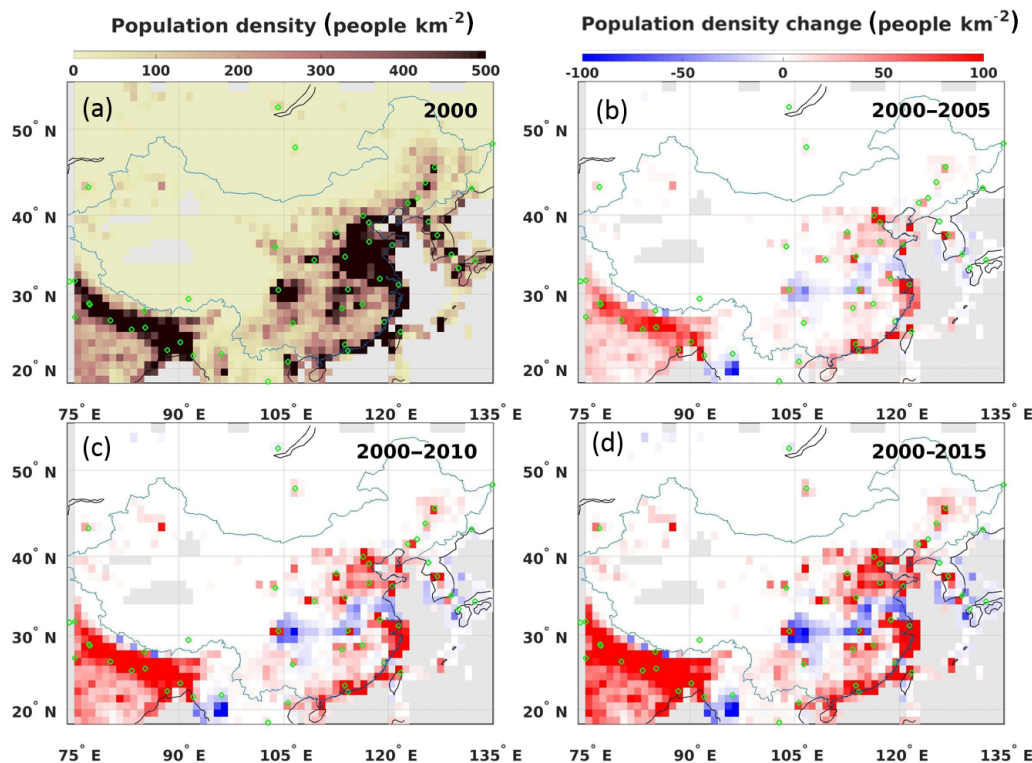 Population density (people km-2)
Population density change (people km-2)
0 100 200 300 400 500
-100 -50 0 50 100
(a) 2000
(b) 2000–2005
50° N
40° N
30° N
20° N
50° N
40° N
30° N
20° N
75° E 90° E 105° E 120° E 135° E
75° E 90° E 105° E 120° E 135° E
(c) 2000–2010
(d) 2000–2015
50° N
40° N
30° N
20° N
50° N
40° N
30° N
20° N
75° E 90° E 105° E 120° E 135° E
75° E 90° E 105° E 120° E 135° E